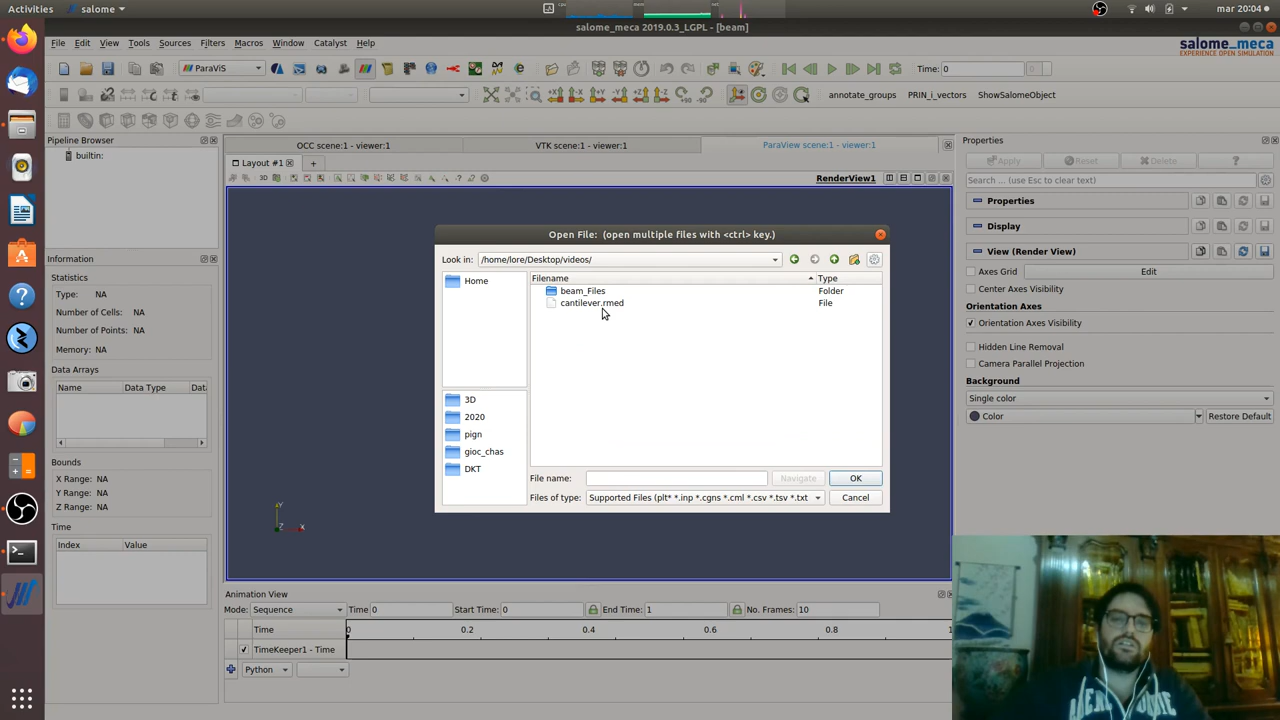 Activities
salome
mar 20:04
salome_meca 2019.0.3_LGPL - [beam]
File Edit View Tools Sources Filters Macros Window Catalyst Help
salome_meca
EXPERIENCE OPEN SIMULATION
ParaViS
Time: 0
0
annotate_groups PRIN_i_vectors ShowSalomeObject
Pipeline Browser
builtin:
OCC scene:1 - viewer:1
VTK scene:1 - viewer:1
ParaView scene:1 - viewer:1
Layout #1
3D
RenderView1
Properties
Apply Reset Delete ?
Search ... (use Esc to clear text)
Properties
Display
View (Render View)
Axes Grid
Edit
Center Axes Visibility
Orientation Axes
Orientation Axes Visibility
Hidden Line Removal
Camera Parallel Projection
Background
Single color
Color
Restore Default
Information
Statistics
Type: NA
Number of Cells: NA
Number of Points: NA
Memory: NA
Data Arrays
Name Data Type Data
Bounds
X Range: NA
Y Range: NA
Z Range: NA
Time
Index Value
Open File: (open multiple files with <ctrl> key.)
Look in: /home/lore/Desktop/videos/
Home
3D
2020
pign
gioc_chas
DKT
Filename Type
beam_Files Folder
cantilever.rmed File
File name:
Navigate
OK
Files of type: Supported Files (plt* *.inp *.cgns *.cml *.csv *.tsv *.txt
Cancel
Y
Z
X
Animation View
Mode: Sequence Time 0 Start Time: 0 End Time: 1 No. Frames: 10
Time 0 0.2 0.4 0.6 0.8 1
TimeKeeper1 - Time
Python